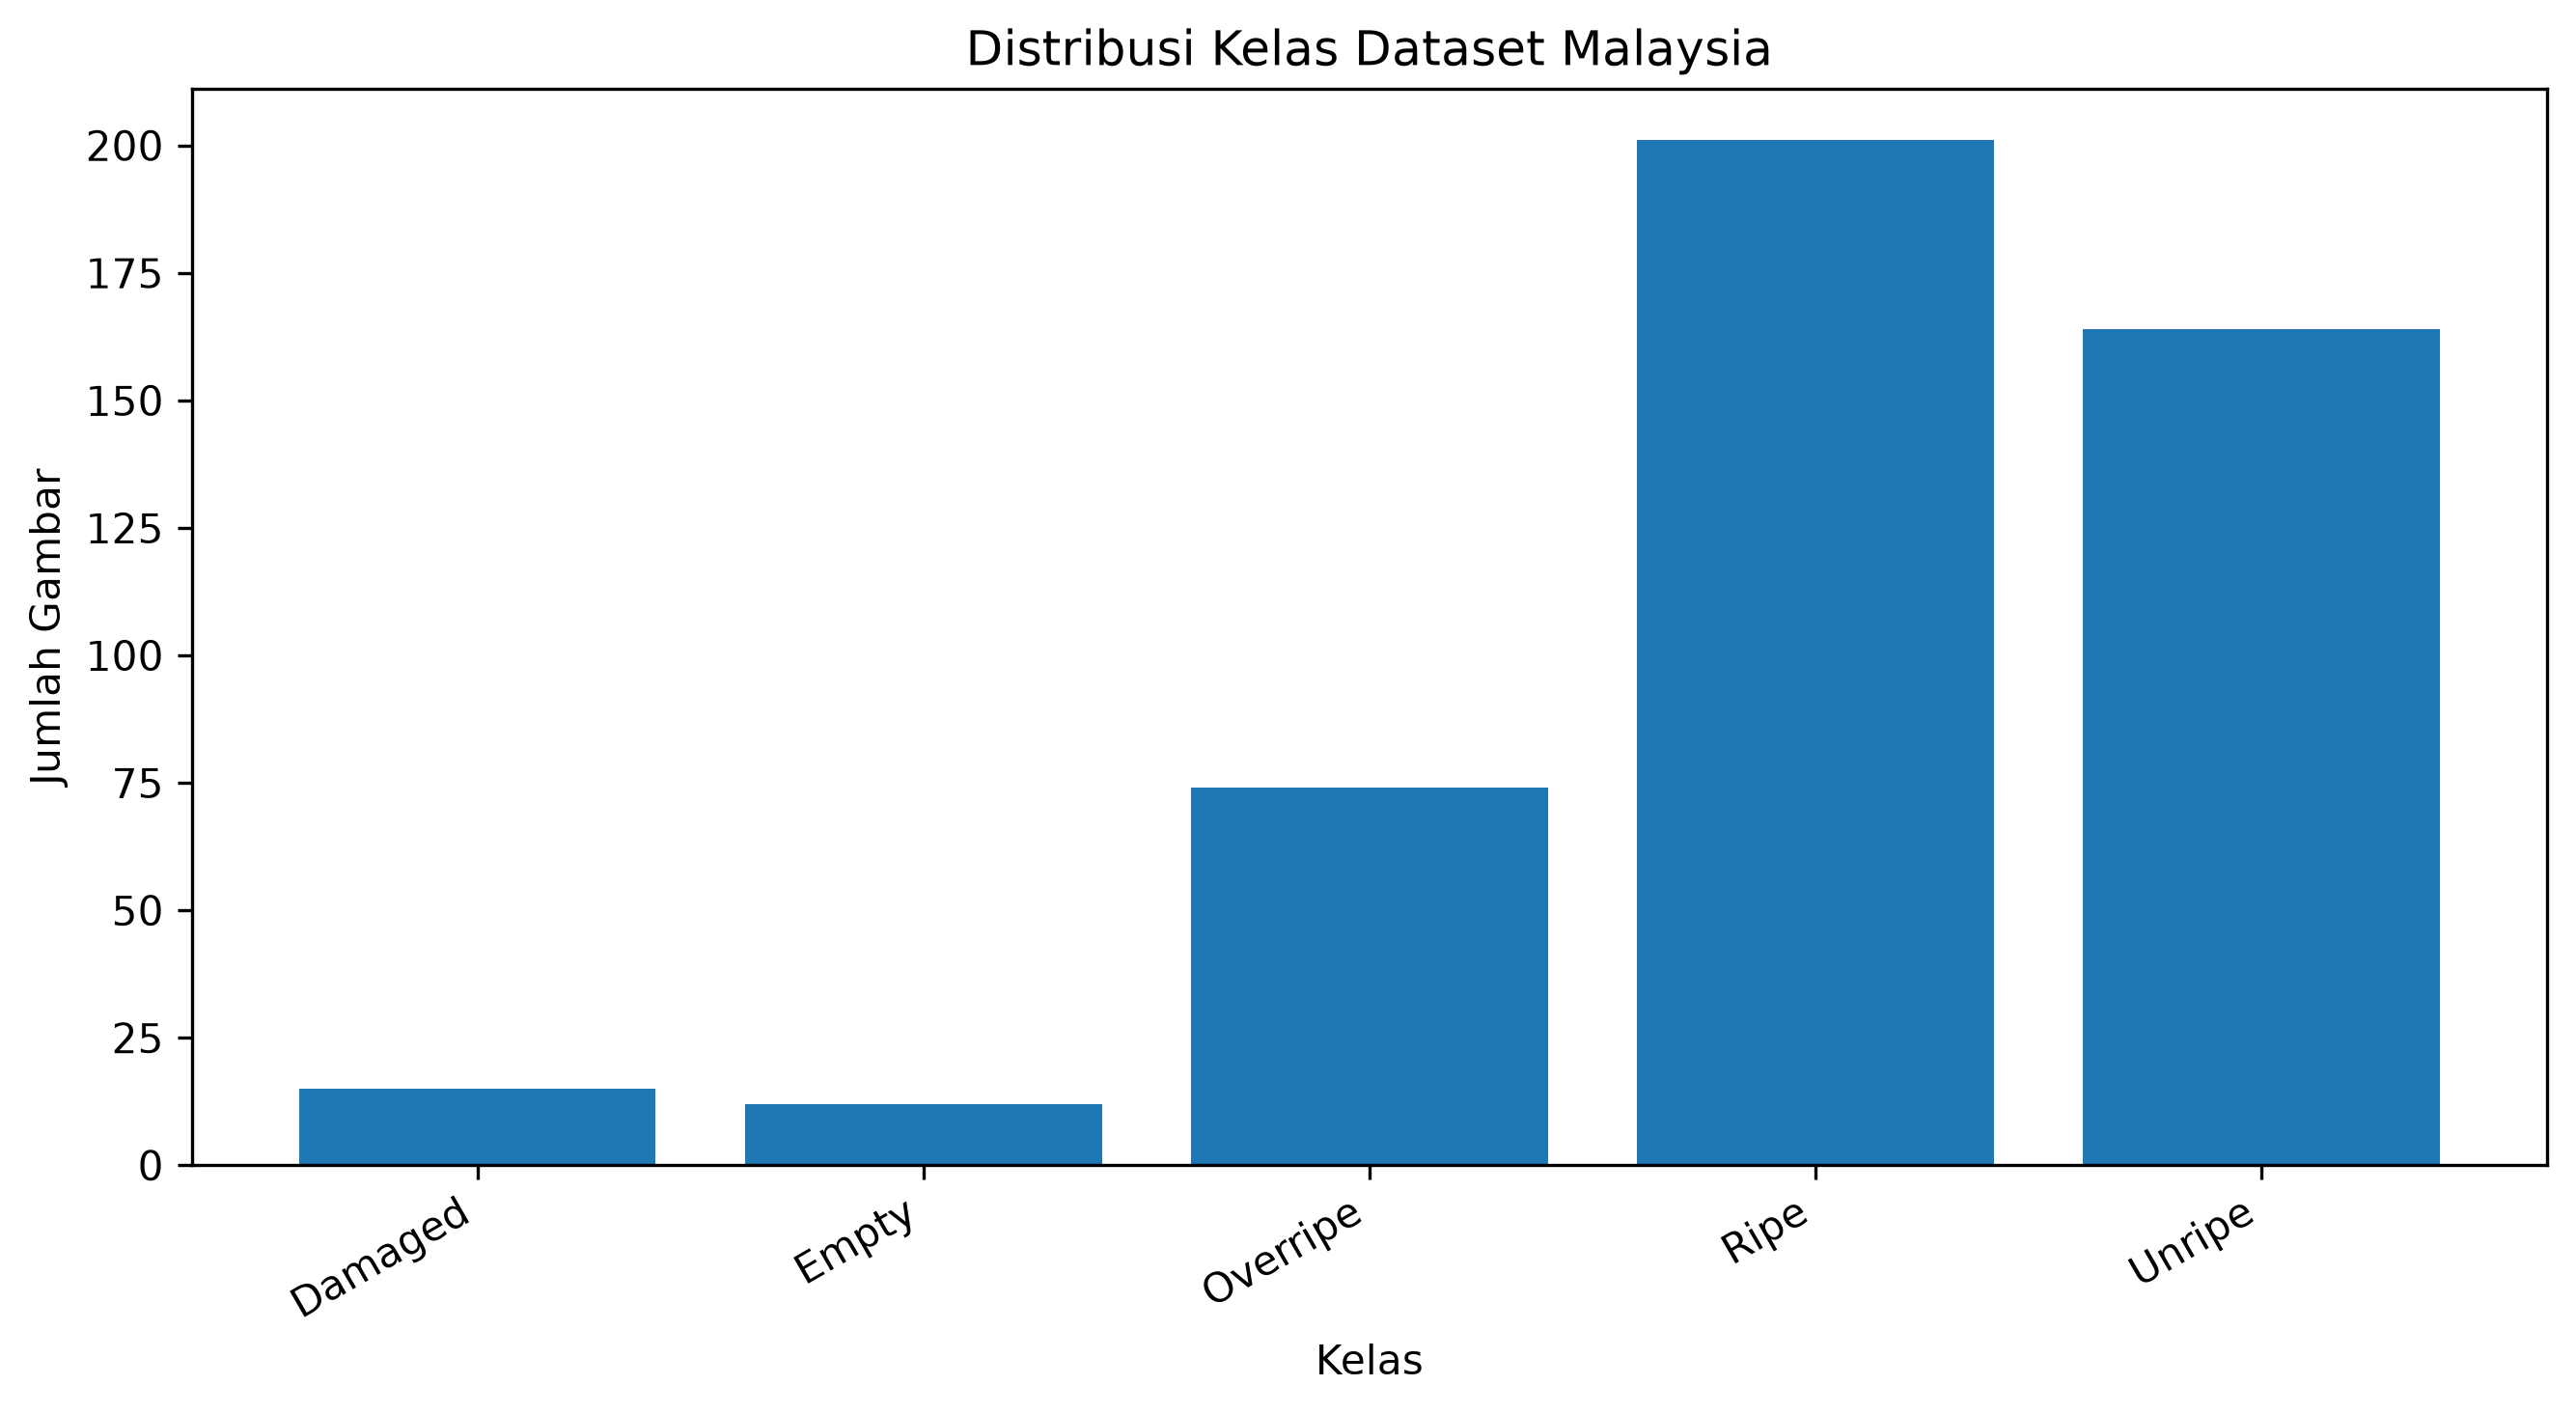 Distribusi Kelas Dataset Malaysia
Jumlah Gambar
200
175
150
125
100
75
50
25
0
Damaged
Empty
Overripe
Ripe
Unripe
Kelas